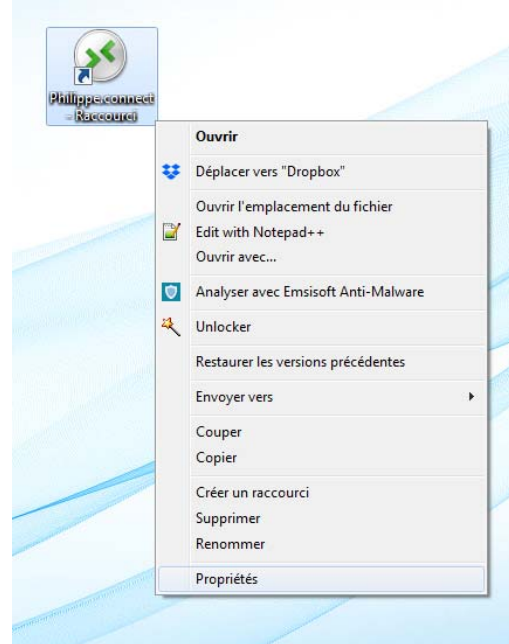 Philippe.connect
- Raccourci
Ouvrir
Déplacer vers "Dropbox"
Ouvrir l'emplacement du fichier
Edit with Notepad++
Ouvrir avec...
Analyser avec Emsisoft Anti-Malware
Unlocker
Restaurer les versions précédentes
Envoyer vers
Couper
Copier
Créer un raccourci
Supprimer
Renommer
Propriétés